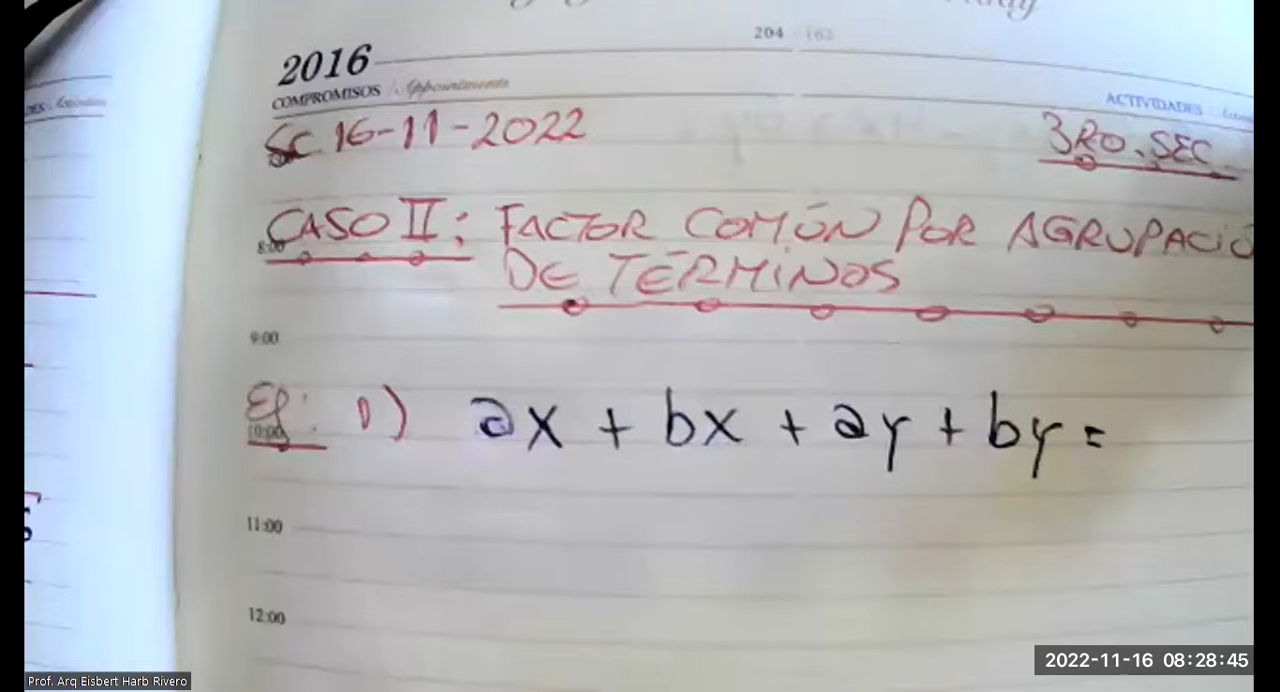 204 163
2016
COMPROMISOS / Appointments
ACTIVIDADES
SC 16-11-2022
3RO. SEC.
CASO II: FACTOR COMÚN POR AGRUPACIÓ
8:00
DE TÉRMINOS
9:00
Ej: 1) ax + bx + ay + by =
10:00
11:00
12:00
2022-11-16 08:28:45
Prof. Arq Eisbert Harb Rivero